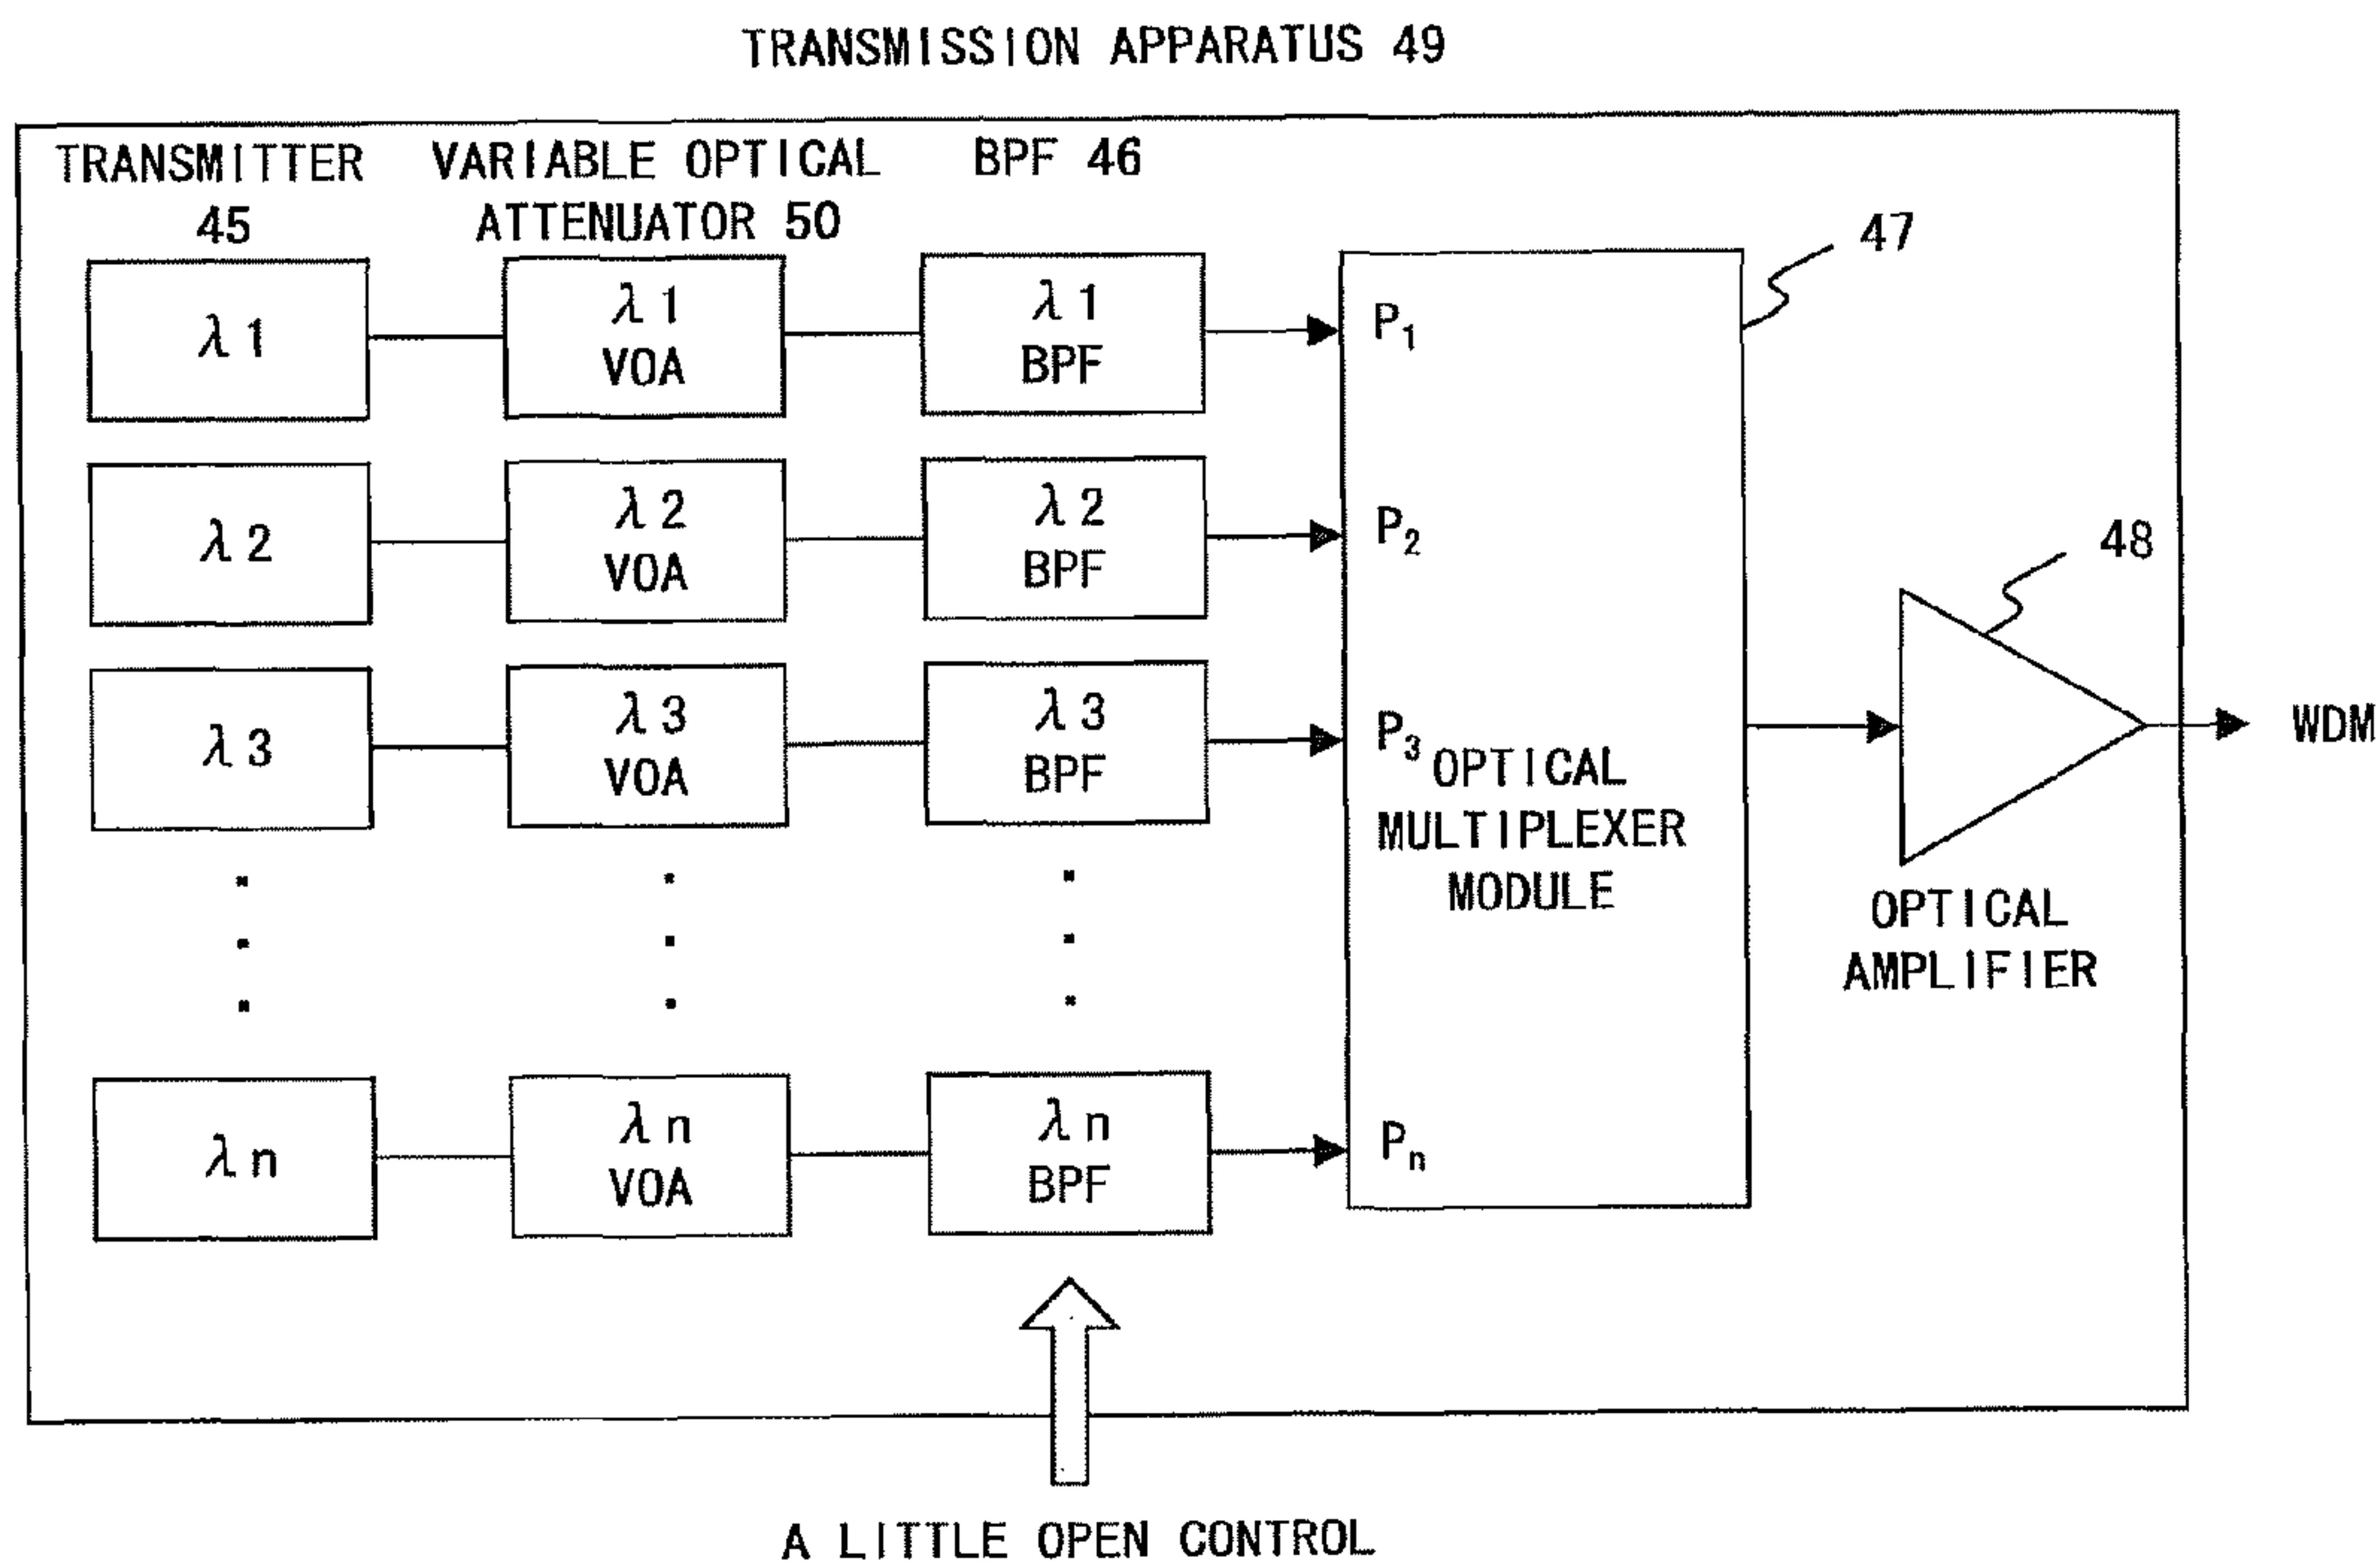 TRANSMISSION APPARATUS 49
TRANSMITTER
45
VARIABLE OPTICAL
ATTENUATOR 50
BPF 46
47
λ1
λ1
VOA
λ1
BPF
P1
λ2
λ2
VOA
λ2
BPF
P2
48
λ3
λ3
VOA
λ3
BPF
P3
OPTICAL
MULTIPLEXER
MODULE
WDM
OPTICAL
AMPLIFIER
λn
λn
VOA
λn
BPF
Pn
A LITTLE OPEN CONTROL